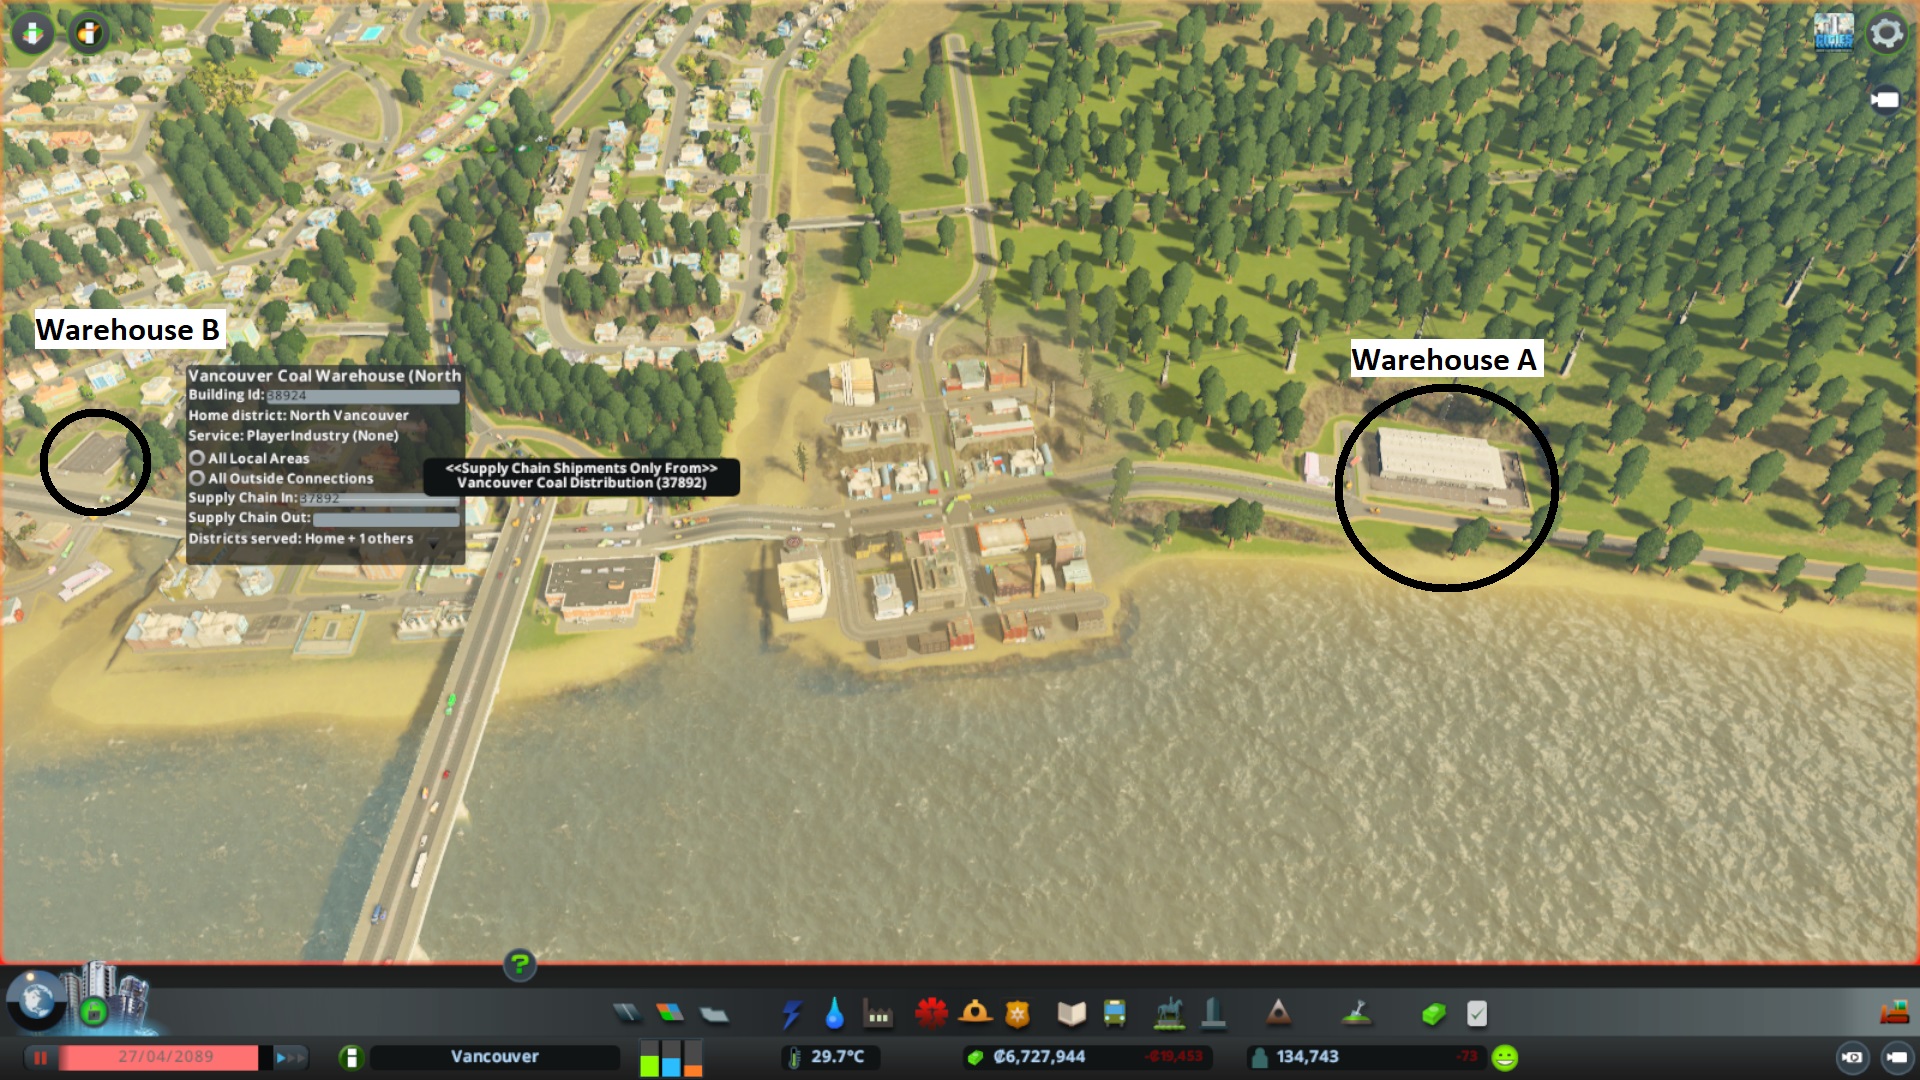 CITIES
Warehouse B
Warehouse A
Vancouver Coal Warehouse (North
Building Id: 38924
Home district: North Vancouver
Service: PlayerIndustry (None)
All Local Areas
All Outside Connections
Supply Chain In: 37892
Supply Chain Out:
Districts served: Home + 1others
<<Supply Chain Shipments Only From>>
Vancouver Coal Distribution (37892)
?
27/04/2089
Vancouver
29.7°C
₡6,727,944
-₡19,453
134,743
-73